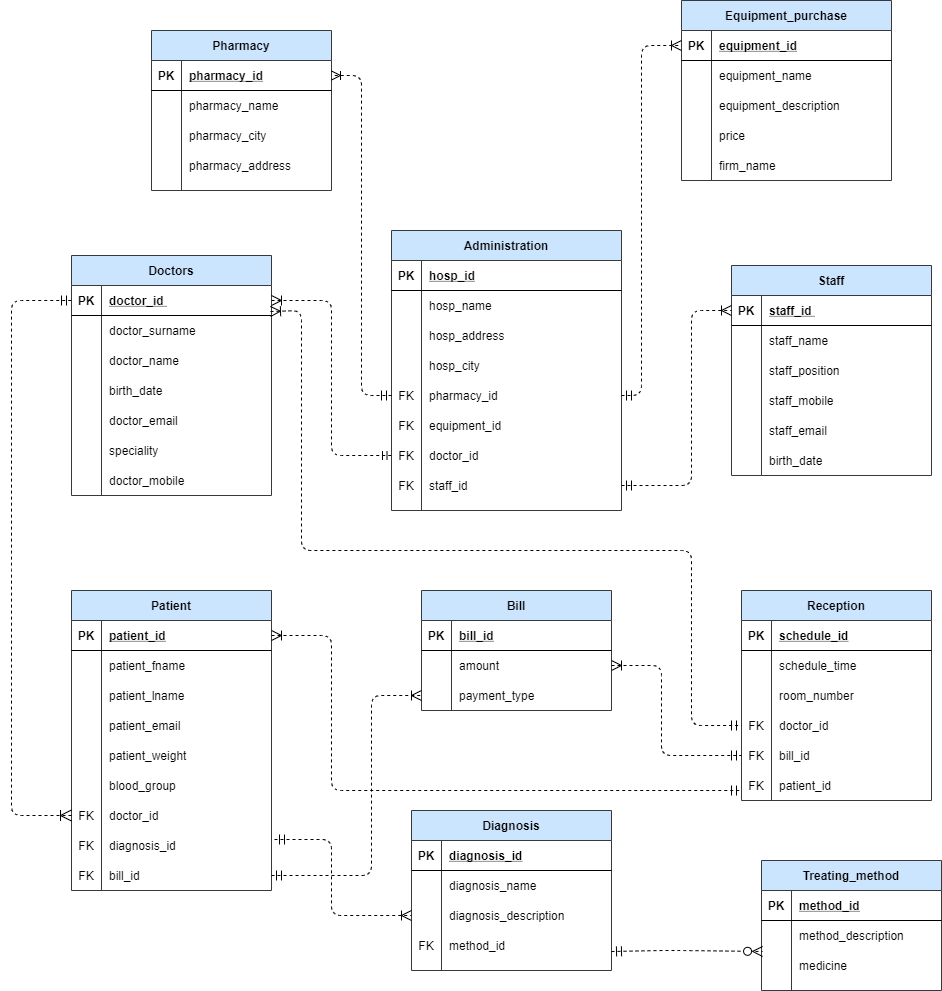 Equipment_purchase
PK equipment_id
equipment_name
equipment_description
price
firm_name
Pharmacy
PK pharmacy_id
pharmacy_name
pharmacy_city
pharmacy_address
Administration
PK hosp_id
hosp_name
hosp_address
hosp_city
FK pharmacy_id
FK equipment_id
FK doctor_id
FK staff_id
Doctors
PK doctor_id
doctor_surname
doctor_name
birth_date
doctor_email
speciality
doctor_mobile
Staff
PK staff_id
staff_name
staff_position
staff_mobile
staff_email
birth_date
Patient
PK patient_id
patient_fname
patient_lname
patient_email
patient_weight
blood_group
FK doctor_id
FK diagnosis_id
FK bill_id
Bill
PK bill_id
amount
payment_type
Reception
PK schedule_id
schedule_time
room_number
FK doctor_id
FK bill_id
FK patient_id
Diagnosis
PK diagnosis_id
diagnosis_name
diagnosis_description
FK method_id
Treating_method
PK method_id
method_description
medicine